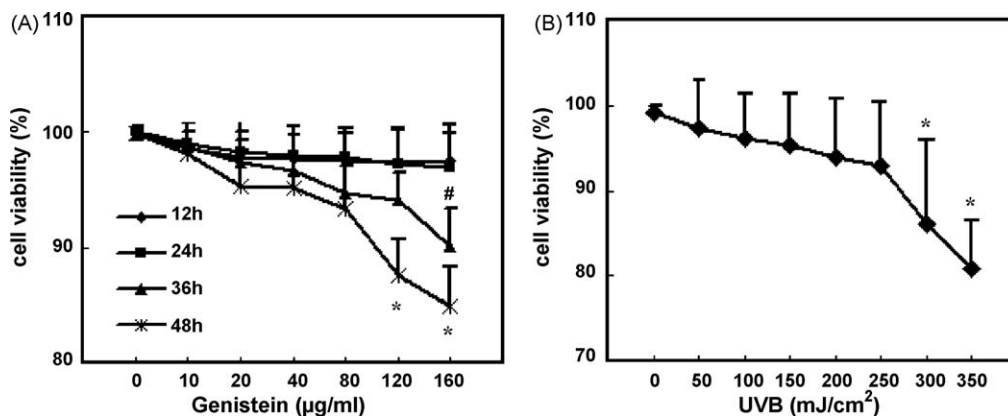 (A)
110
100
90
80
cell viability (%)
#
*
*
12h
24h
36h
48h
0 10 20 40 80 120 160
Genistein (µg/ml)
(B)
110
100
90
80
70
cell viability (%)
*
*
0 50 100 150 200 250 300 350
UVB (mJ/cm²)